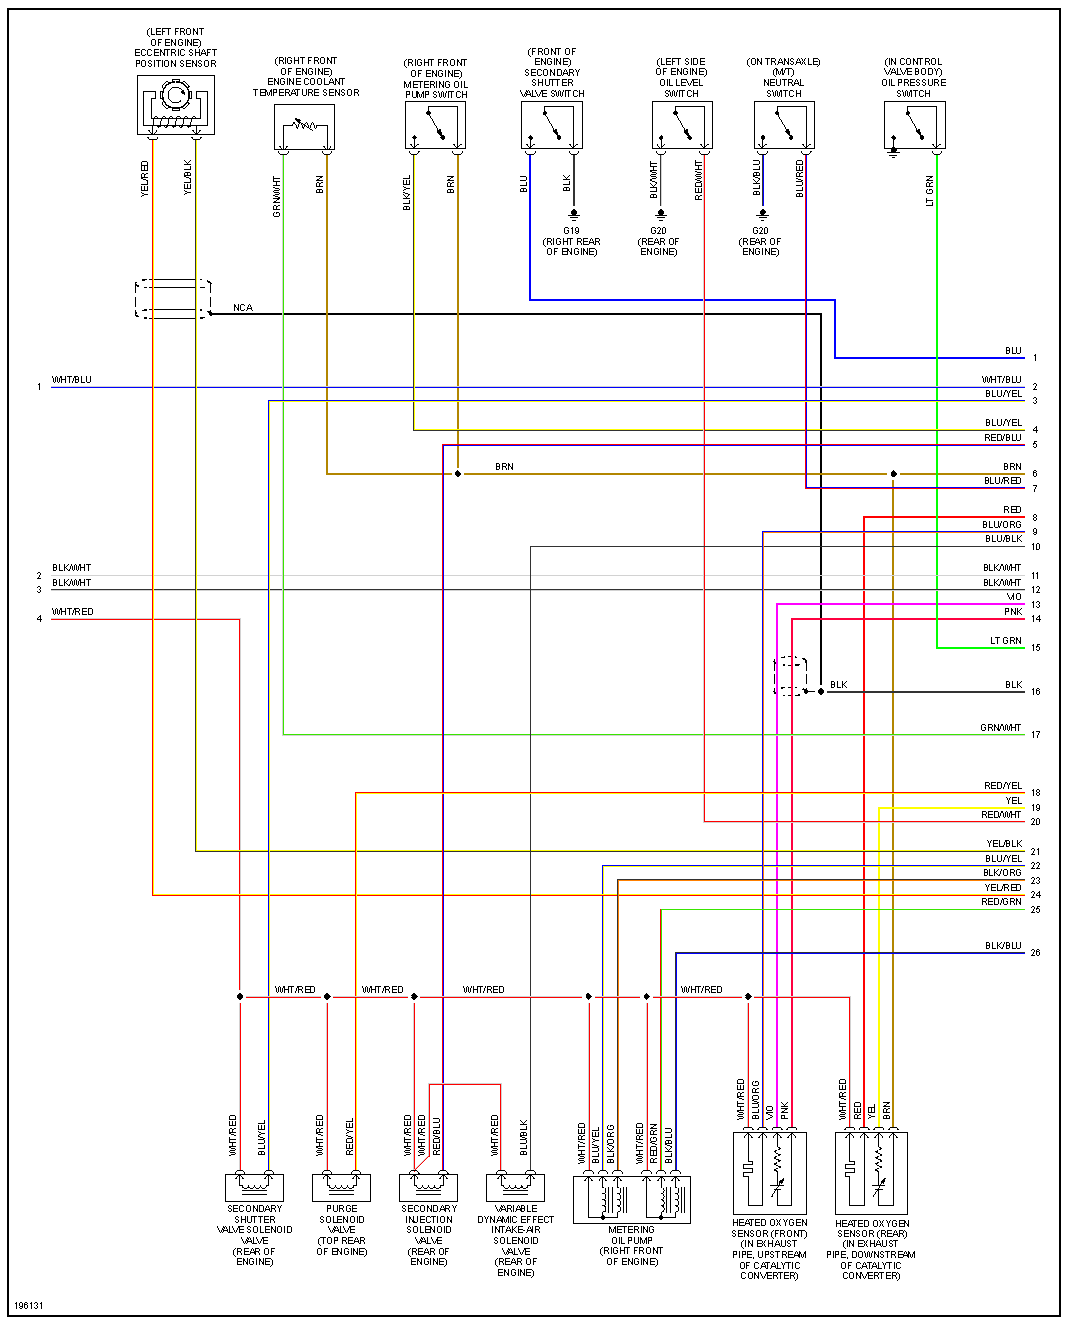 (LEFT FRONT
OF ENGINE)
ECCENTRIC SHAFT
POSITION SENSOR
(RIGHT FRONT
OF ENGINE)
ENGINE COOLANT
TEMPERATURE SENSOR
(RIGHT FRONT
OF ENGINE)
METERING OIL
PUMP SWITCH
(FRONT OF
ENGINE)
SECONDARY
SHUTTER
VALVE SWITCH
(LEFT SIDE
OF ENGINE)
OIL LEVEL
SWITCH
(ON TRANSAXLE)
(M/T)
NEUTRAL
SWITCH
(IN CONTROL
VALVE BODY)
OIL PRESSURE
SWITCH
YEL/RED
YEL/BLK
GRN/WHT
BRN
BLK/YEL
BRN
BLU
BLK
BLK/WHT
RED/WHT
BLK/BLU
BLU/RED
LT GRN
G19
(RIGHT REAR
OF ENGINE)
G20
(REAR OF
ENGINE)
G20
(REAR OF
ENGINE)
NCA
BLU 1
1 WHT/BLU
WHT/BLU 2
BLU/YEL 3
BLU/YEL 4
RED/BLU 5
BRN
BRN 6
BLU/RED 7
RED 8
BLU/ORG 9
BLU/BLK 10
2 BLK/WHT
BLK/WHT 11
3 BLK/WHT
BLK/WHT 12
VIO 13
4 WHT/RED
PNK 14
LT GRN 15
BLK
BLK 16
GRN/WHT 17
RED/YEL 18
YEL 19
RED/WHT 20
YEL/BLK 21
BLU/YEL 22
BLK/ORG 23
YEL/RED 24
RED/GRN 25
BLK/BLU 26
WHT/RED
WHT/RED
WHT/RED
WHT/RED
WHT/RED
BLU/YEL
WHT/RED
RED/YEL
WHT/RED
WHT/RED
RED/BLU
WHT/RED
BLU/BLK
WHT/RED
BLU/YEL
BLK/ORG
WHT/RED
RED/GRN
BLK/BLU
WHT/RED
BLU/ORG
VIO
PNK
WHT/RED
RED
YEL
BRN
SECONDARY
SHUTTER
VALVE SOLENOID
VALVE
(REAR OF
ENGINE)
PURGE
SOLENOID
VALVE
(TOP REAR
OF ENGINE)
SECONDARY
INJECTION
SOLENOID
VALVE
(REAR OF
ENGINE)
VARIABLE
DYNAMIC EFFECT
INTAKE-AIR
SOLENOID
VALVE
(REAR OF
ENGINE)
METERING
OIL PUMP
(RIGHT FRONT
OF ENGINE)
HEATED OXYGEN
SENSOR (FRONT)
(IN EXHAUST
PIPE, UPSTREAM
OF CATALYTIC
CONVERTER)
HEATED OXYGEN
SENSOR (REAR)
(IN EXHAUST
PIPE, DOWNSTREAM
OF CATALYTIC
CONVERTER)
196131